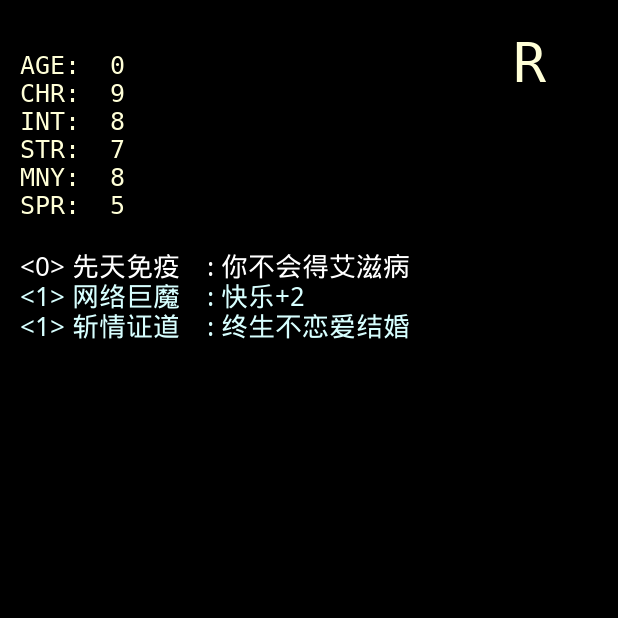 R
AGE: 0
CHR: 9
INT: 8
STR: 7
MNY: 8
SPR: 5
<0> 先天免疫 : 你不会得艾滋病
<1> 网络巨魔 : 快乐+2
<1> 斩情证道 : 终生不恋爱结婚